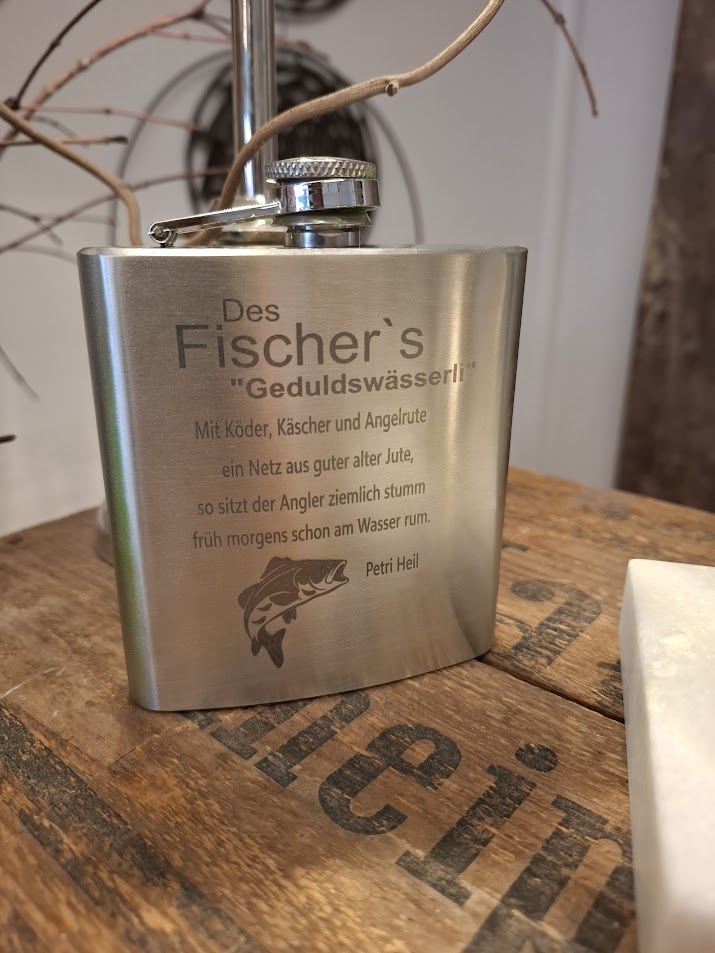 Des
Fischer`s
"Geduldswässerli"
Mit Köder, Käscher und Angelrute
ein Netz aus guter alter Jute,
so sitzt der Angler ziemlich stumm
früh morgens schon am Wasser rum.
Petri Heil